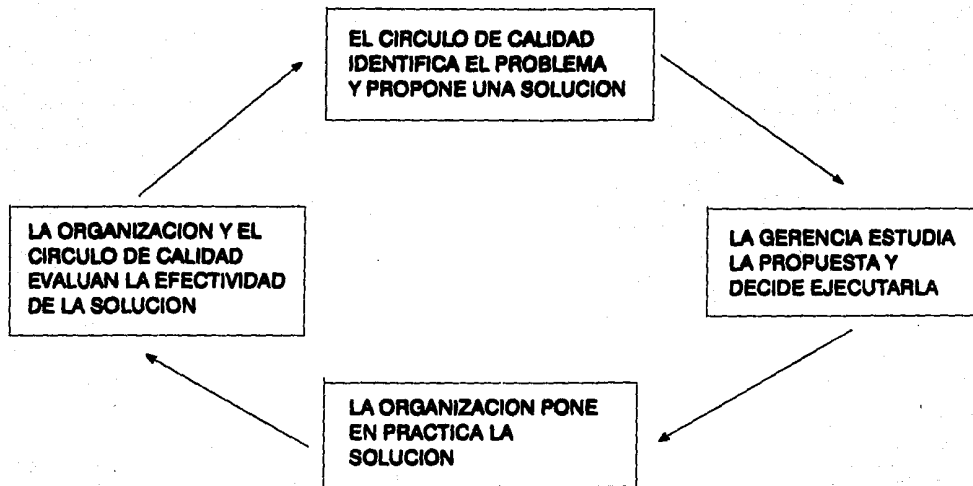 EL CIRCULO DE CALIDAD
IDENTIFICA EL PROBLEMA
Y PROPONE UNA SOLUCION
LA GERENCIA ESTUDIA
LA PROPUESTA Y
DECIDE EJECUTARLA
LA ORGANIZACION PONE
EN PRACTICA LA
SOLUCION
LA ORGANIZACION Y EL
CIRCULO DE CALIDAD
EVALUAN LA EFECTIVIDAD
DE LA SOLUCION